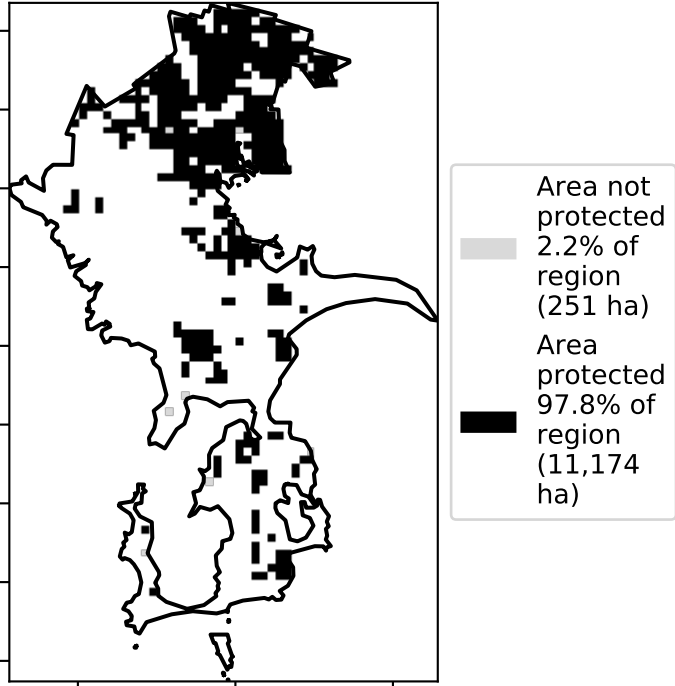 Area not
protected
2.2% of
region
(251 ha)
Area
protected
97.8% of
region
(11,174
ha)